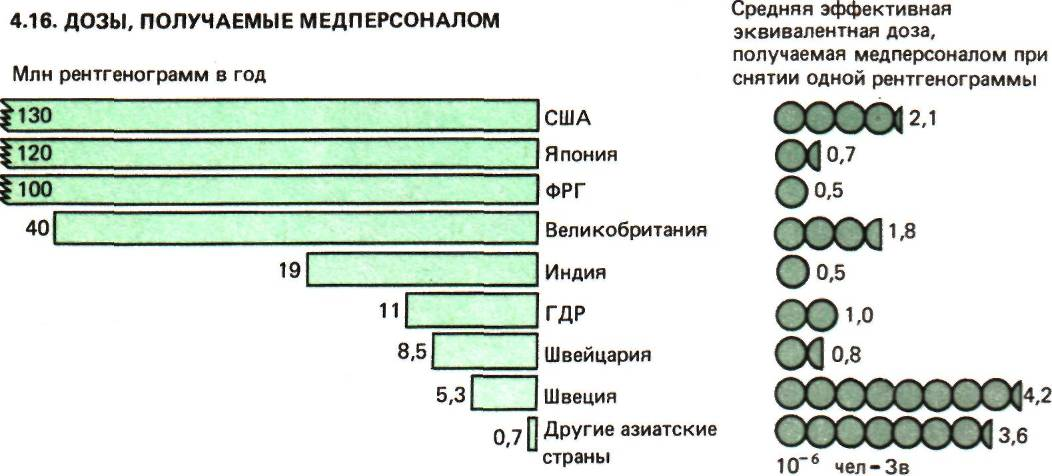 4.16. ДОЗЫ, ПОЛУЧАЕМЫЕ МЕДПЕРСОНАЛОМ
Средняя эффективная
эквивалентная доза,
получаемая медперсоналом при
снятии одной рентгенограммы
Млн рентгенограмм в год
130 США 2,1
120 Япония 0,7
100 ФРГ 0,5
40 Великобритания 1,8
19 Индия 0,5
11 ГДР 1,0
8,5 Швейцария 0,8
5,3 Швеция 4,2
0,7 Другие азиатские 3,6
страны
10⁻⁶ чел-Зв